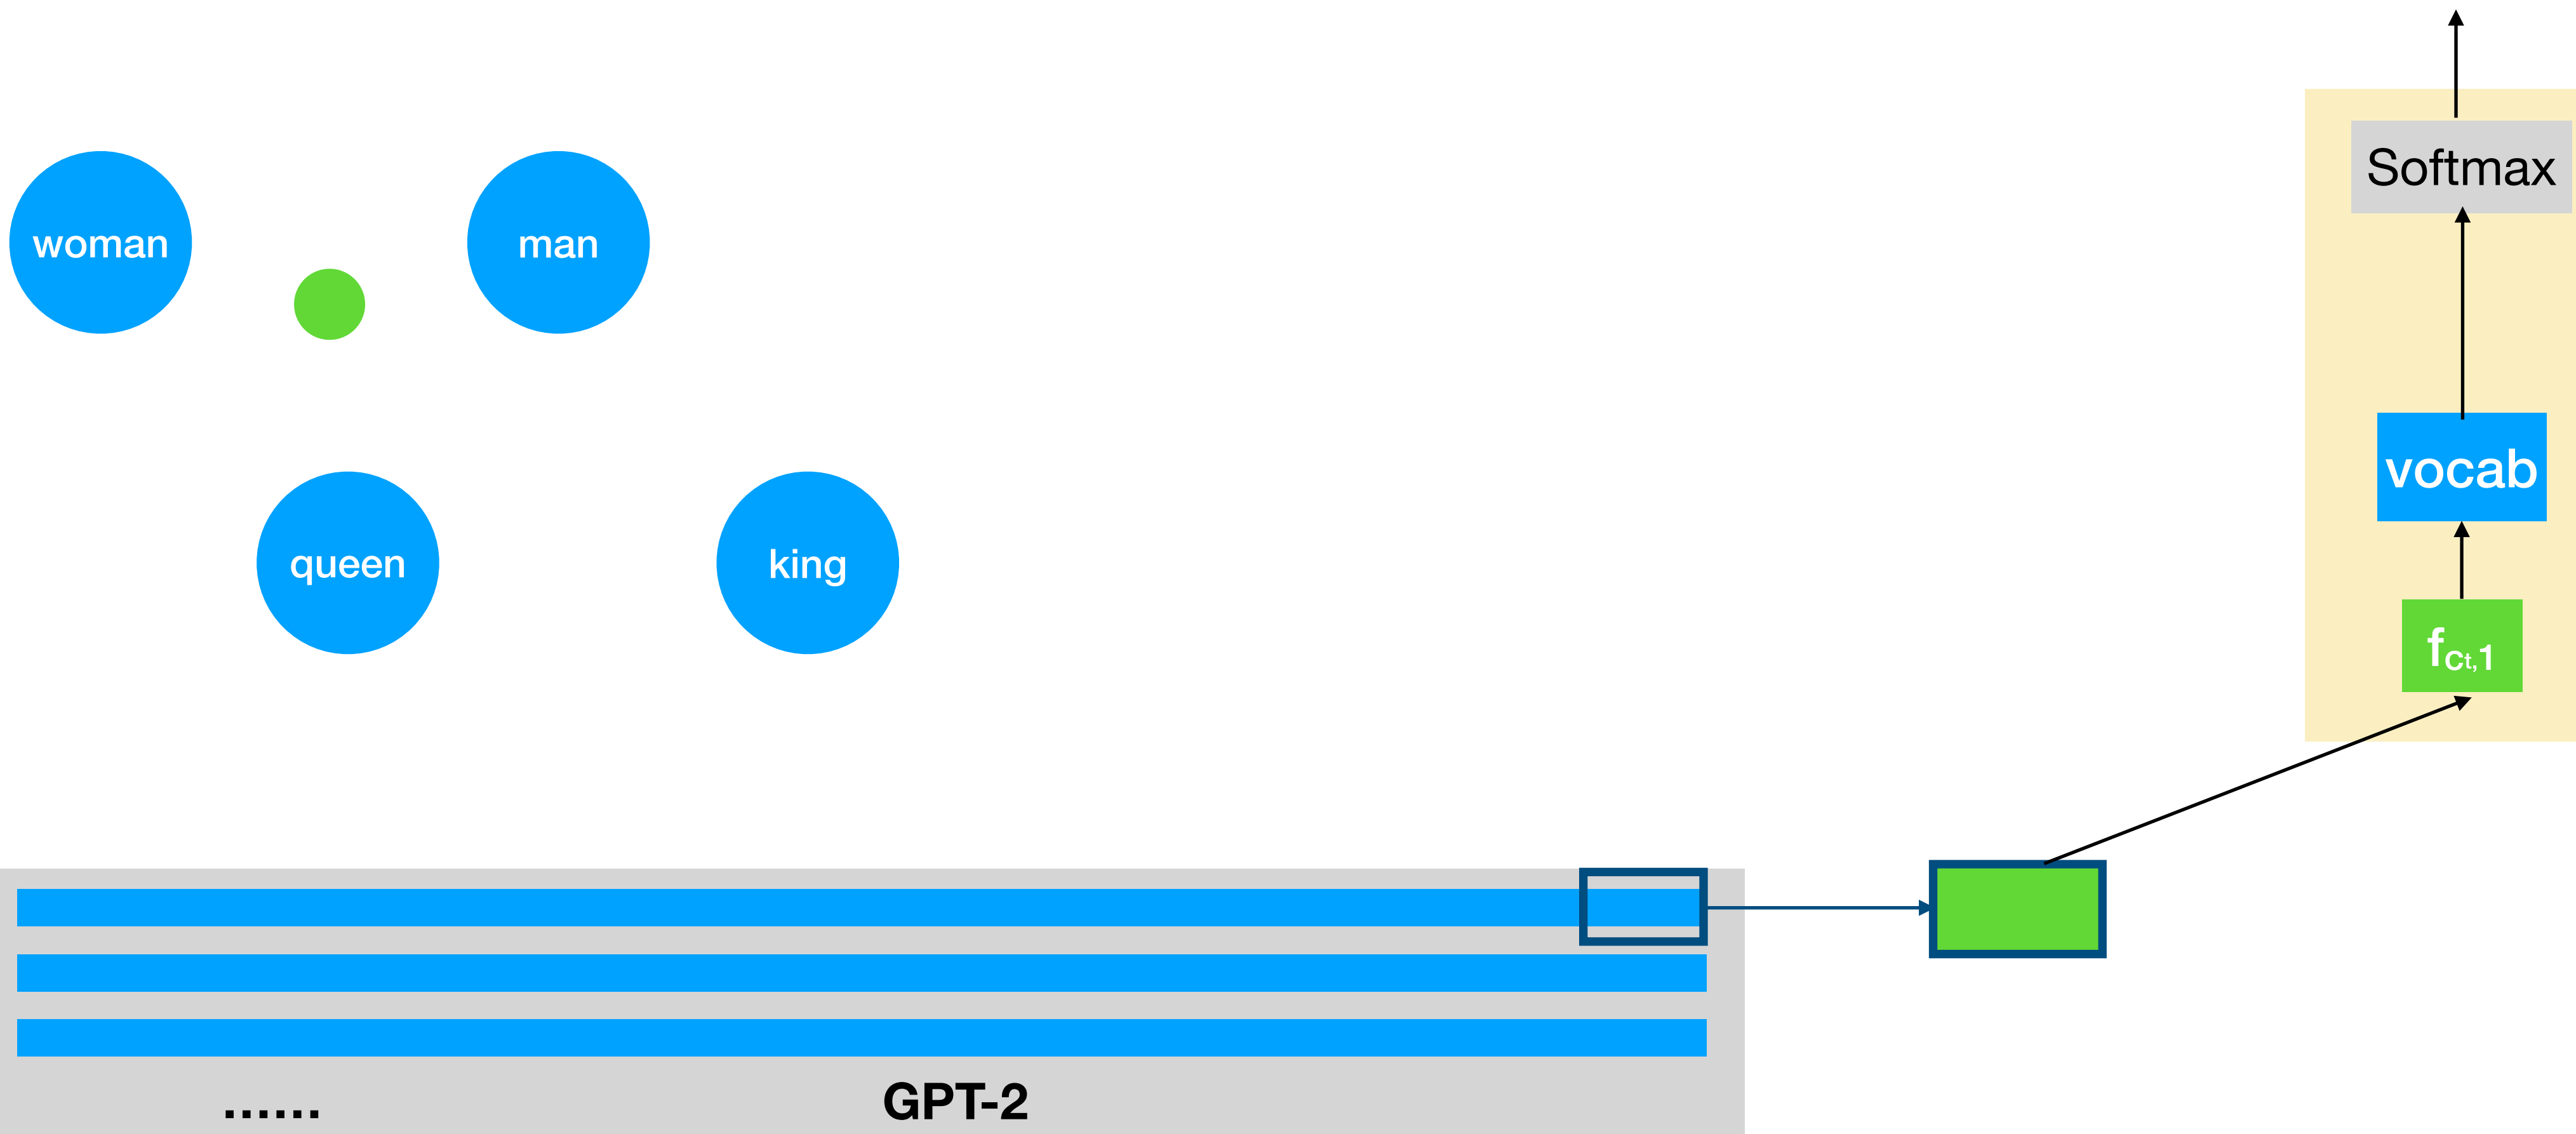 Softmax
woman
man
vocab
queen
king
fCt,1
......
GPT-2